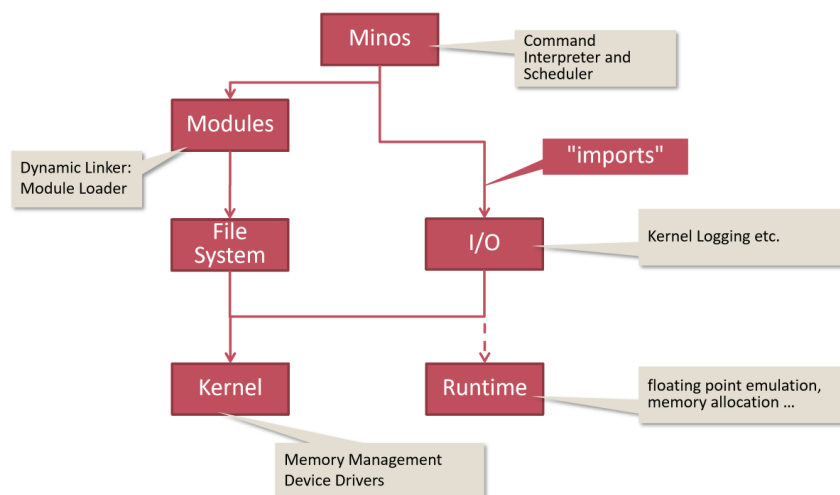 Minos
Command
Interpreter and
Scheduler
Modules
"imports"
Dynamic Linker:
Module Loader
File
System
I/O
Kernel Logging etc.
Kernel
Runtime
floating point emulation,
memory allocation ...
Memory Management
Device Drivers